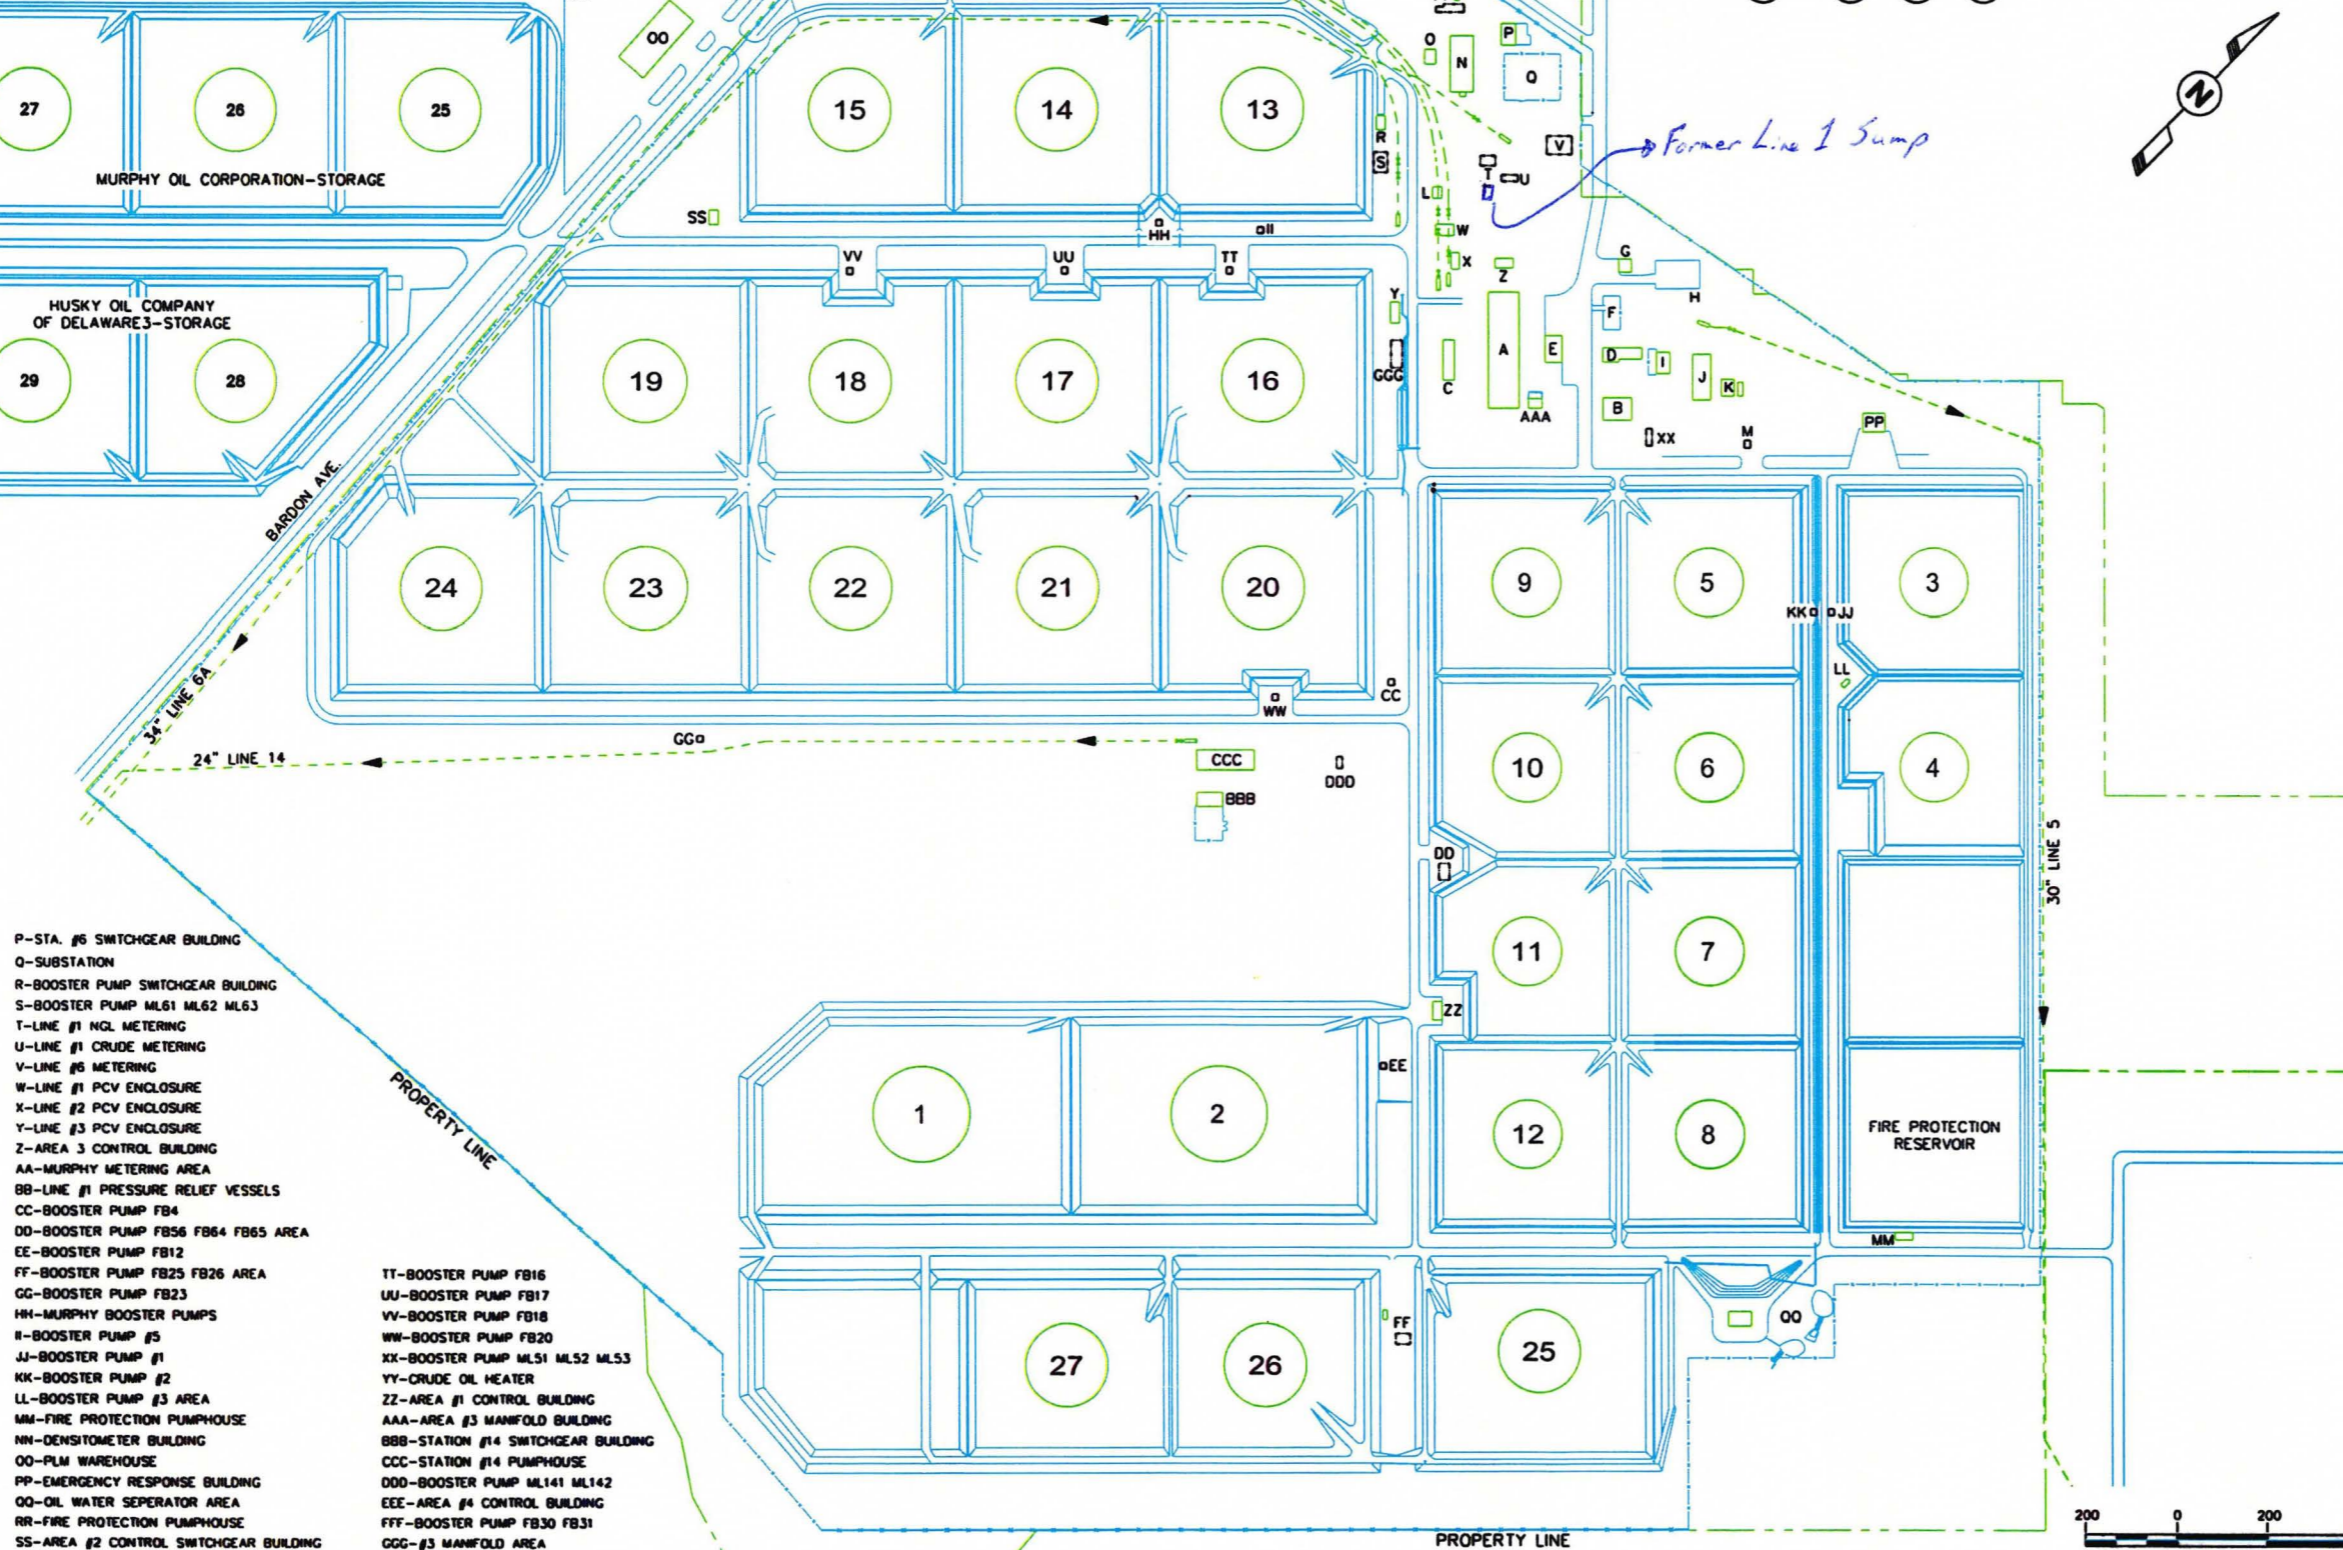 OO
O
N
P
Q
27
26
25
15
14
13
R
S
V
Former Line 1 Sump
MURPHY OIL CORPORATION-STORAGE
T
U
L
SS
HH
II
W
VV
UU
TT
X
G
Z
Y
H
HUSKY OIL COMPANY
OF DELAWARE3-STORAGE
F
29
28
19
18
17
16
GGG
C
A
E
D
I
J
K
AAA
B
XX
M
PP
BARDON AVE.
24
23
22
21
20
9
5
3
KK
JJ
LL
CC
WW
34" LINE 6A
24" LINE 14
GG
CCC
DDD
BBB
10
6
4
DD
30" LINE 5
11
7
ZZ
EE
1
2
12
8
FIRE PROTECTION
RESERVOIR
MM
PROPERTY LINE
27
26
FF
25
QO
N
P-STA. #6 SWITCHGEAR BUILDING
Q-SUBSTATION
R-BOOSTER PUMP SWITCHGEAR BUILDING
S-BOOSTER PUMP ML61 ML62 ML63
T-LINE #1 NGL METERING
U-LINE #1 CRUDE METERING
V-LINE #6 METERING
W-LINE #1 PCV ENCLOSURE
X-LINE #2 PCV ENCLOSURE
Y-LINE #3 PCV ENCLOSURE
Z-AREA 3 CONTROL BUILDING
AA-MURPHY METERING AREA
BB-LINE #1 PRESSURE RELIEF VESSELS
CC-BOOSTER PUMP FB4
DD-BOOSTER PUMP FB56 FB64 FB65 AREA
EE-BOOSTER PUMP FB12
FF-BOOSTER PUMP FB25 FB26 AREA
GG-BOOSTER PUMP FB23
HH-MURPHY BOOSTER PUMPS
II-BOOSTER PUMP #5
JJ-BOOSTER PUMP #1
KK-BOOSTER PUMP #2
LL-BOOSTER PUMP #3 AREA
MM-FIRE PROTECTION PUMPHOUSE
NN-DENSITOMETER BUILDING
OO-PLM WAREHOUSE
PP-EMERGENCY RESPONSE BUILDING
QQ-OIL WATER SEPERATOR AREA
RR-FIRE PROTECTION PUMPHOUSE
SS-AREA #2 CONTROL SWITCHGEAR BUILDING
TT-BOOSTER PUMP FB16
UU-BOOSTER PUMP FB17
VV-BOOSTER PUMP FB18
WW-BOOSTER PUMP FB20
XX-BOOSTER PUMP ML51 ML52 ML53
YY-CRUDE OIL HEATER
ZZ-AREA #1 CONTROL BUILDING
AAA-AREA #3 MANIFOLD BUILDING
BBB-STATION #14 SWITCHGEAR BUILDING
CCC-STATION #14 PUMPHOUSE
DDD-BOOSTER PUMP ML141 ML142
EEE-AREA #4 CONTROL BUILDING
FFF-BOOSTER PUMP FB30 FB31
GGG-#3 MANIFOLD AREA
PROPERTY LINE
200 0 200